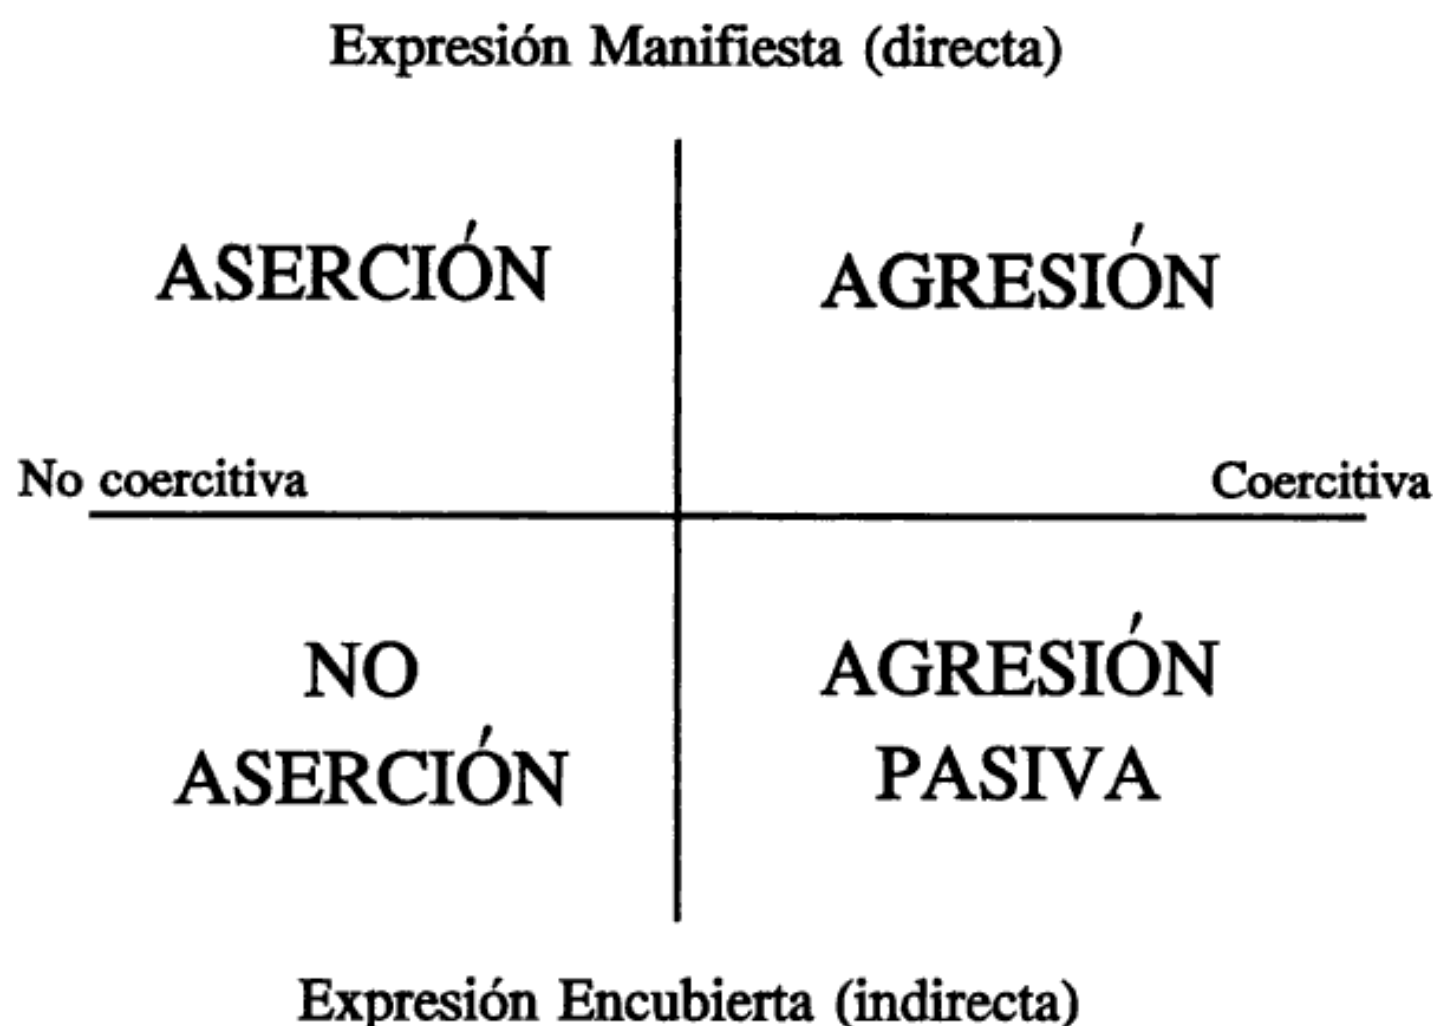 Expresión Manifiesta (directa)
ASERCIÓN
AGRESIÓN
No coercitiva
Coercitiva
NO
ASERCIÓN
AGRESIÓN
PASIVA
Expresión Encubierta (indirecta)